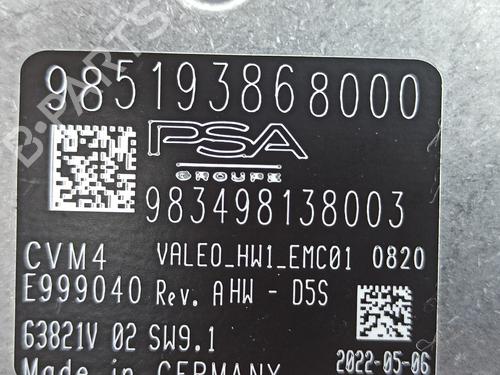 985193868000
PSA
GROUPE
983498138003
CVM4 VALEO_HW1_EMC01 0820
E999040 Rev. A HW - D5S
63821V 02 SW9.1
Made in GERMANY 2022-05-06
B-PARTS